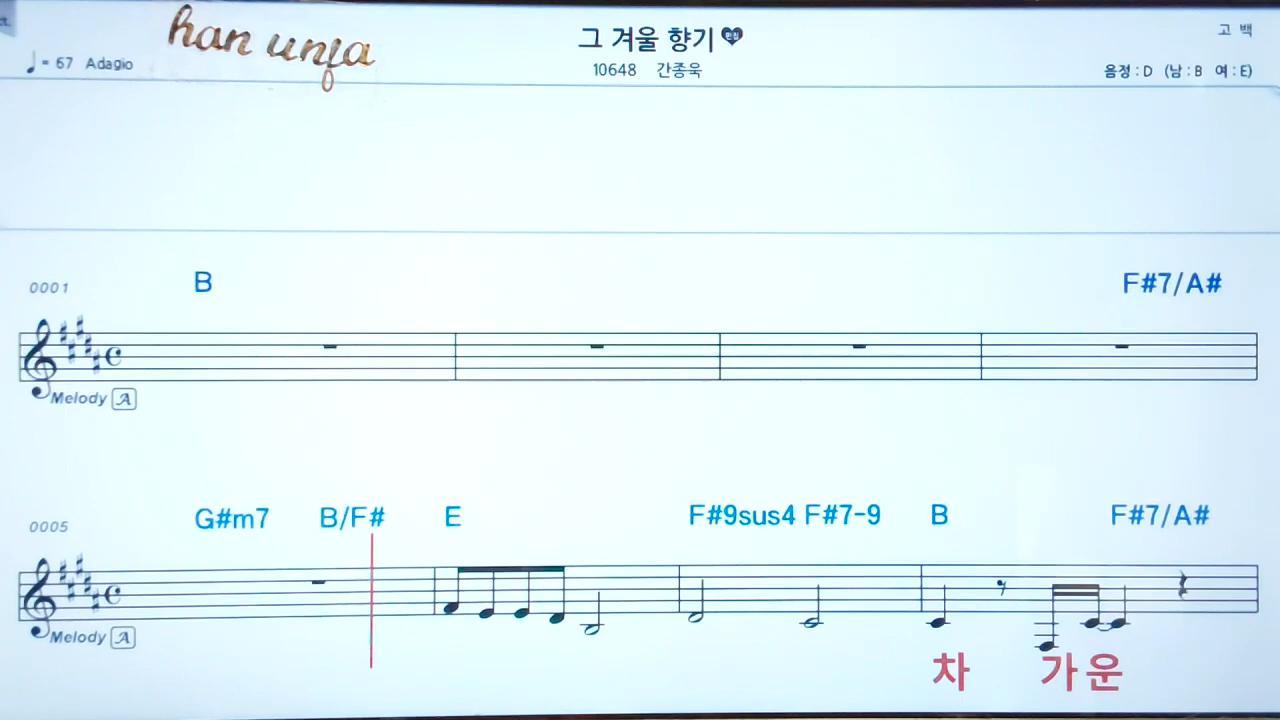 han unja
그 겨울 향기
고 백
♩= 67 Adagio
10648 간종욱
음정 : D (남 : B 여 : E)
0001 B F#7/A#
Melody A
0005 G#m7 B/F# E F#9sus4 F#7-9 B F#7/A#
Melody A
차 가운